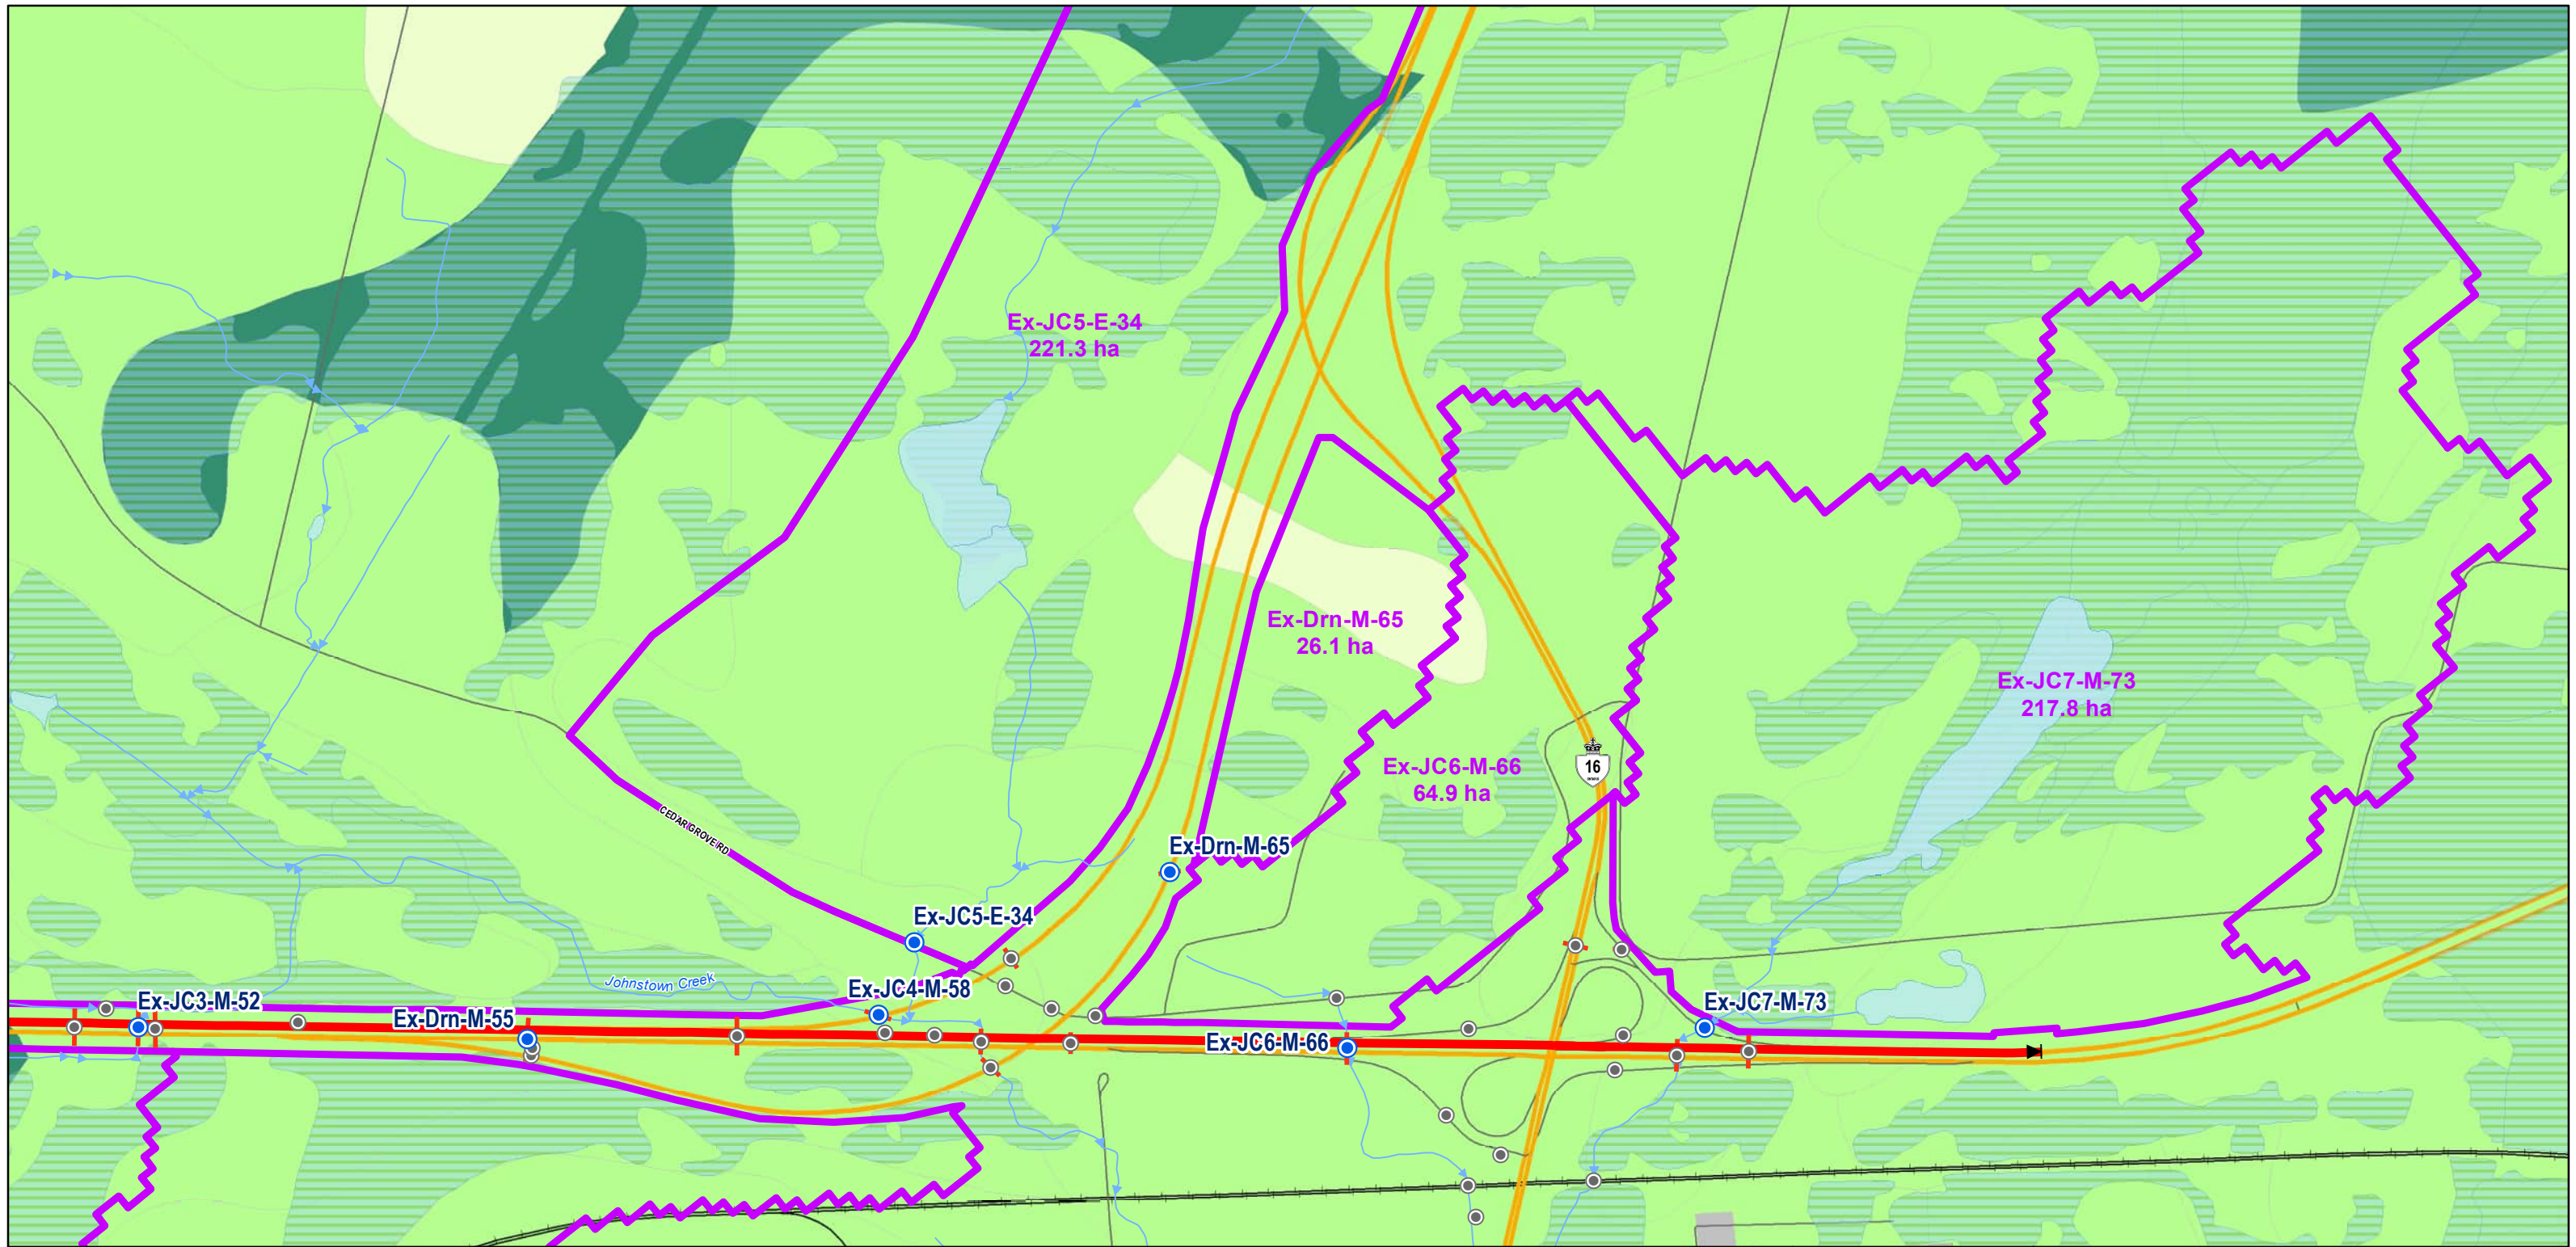 Ex-JC5-E-34
221.3 ha
Ex-Drn-M-65
26.1 ha
Ex-JC7-M-73
217.8 ha
Ex-JC6-M-66
64.9 ha
16
CEDAR GROVE RD
Ex-Drn-M-65
Ex-JC5-E-34
Johnstown Creek
Ex-JC4-M-58
Ex-JC3-M-52
Ex-JC7-M-73
Ex-Drn-M-55
Ex-JC6-M-66